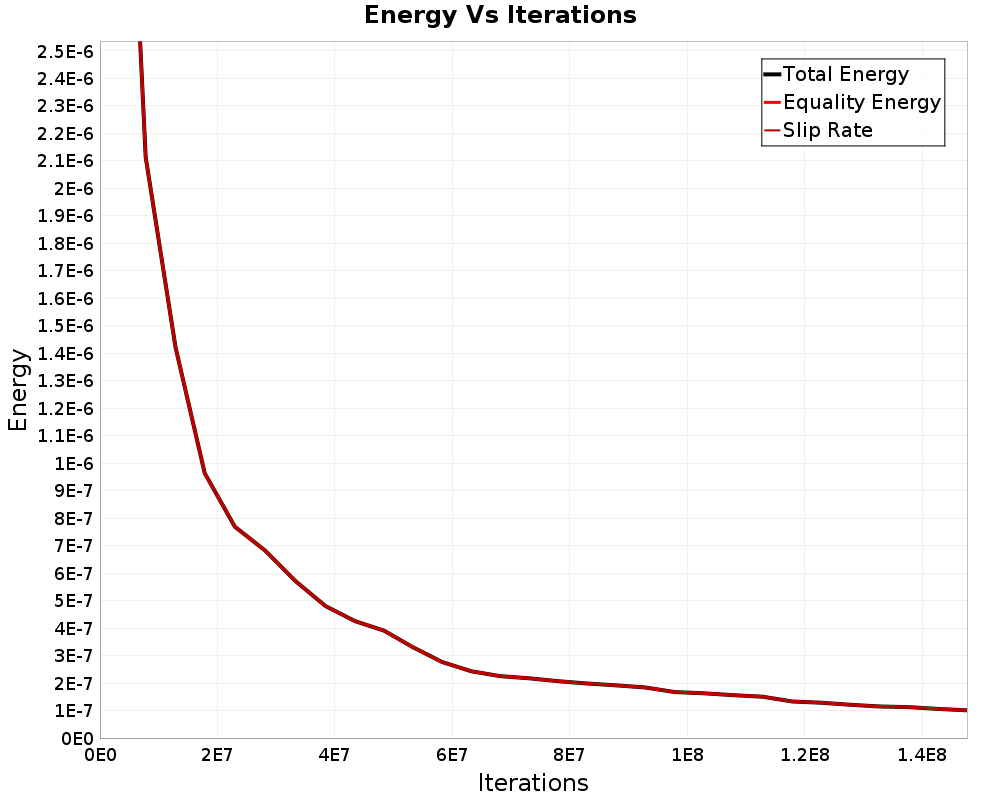 Energy Vs Iterations
2.5E-6
2.4E-6
2.3E-6
2.2E-6
2.1E-6
2E-6
1.9E-6
1.8E-6
1.7E-6
1.6E-6
1.5E-6
1.4E-6
1.3E-6
1.2E-6
1.1E-6
1E-6
9E-7
8E-7
7E-7
6E-7
5E-7
4E-7
3E-7
2E-7
1E-7
0E0
Energy
Total Energy
Equality Energy
Slip Rate
0E0 2E7 4E7 6E7 8E7 1E8 1.2E8 1.4E8
Iterations